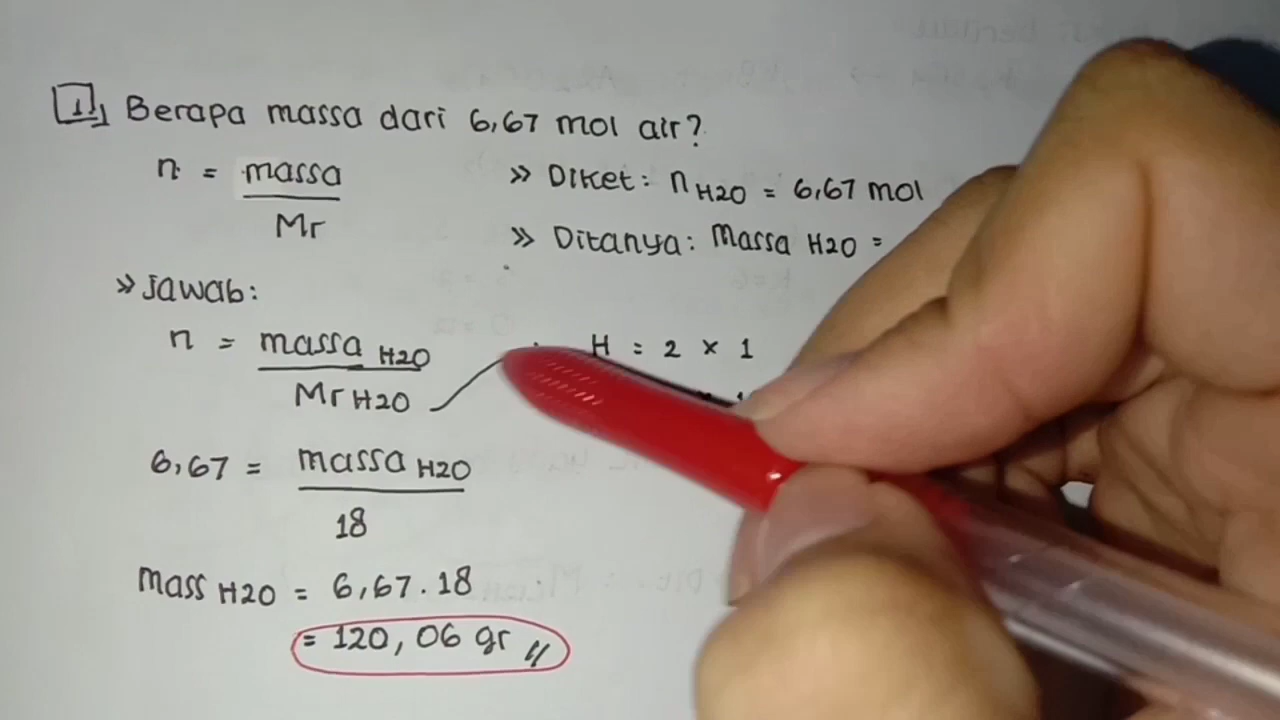 1. Berapa massa dari 6,67 mol air?
n = massa
Mr
» Diket: n H2O = 6,67 mol
» Ditanya: Massa H2O =
» Jawab:
n = massa H2O
Mr H2O
H = 2 x 1
6,67 = massa H2O
18
mass H2O = 6,67 . 18
= 120,06 gr //